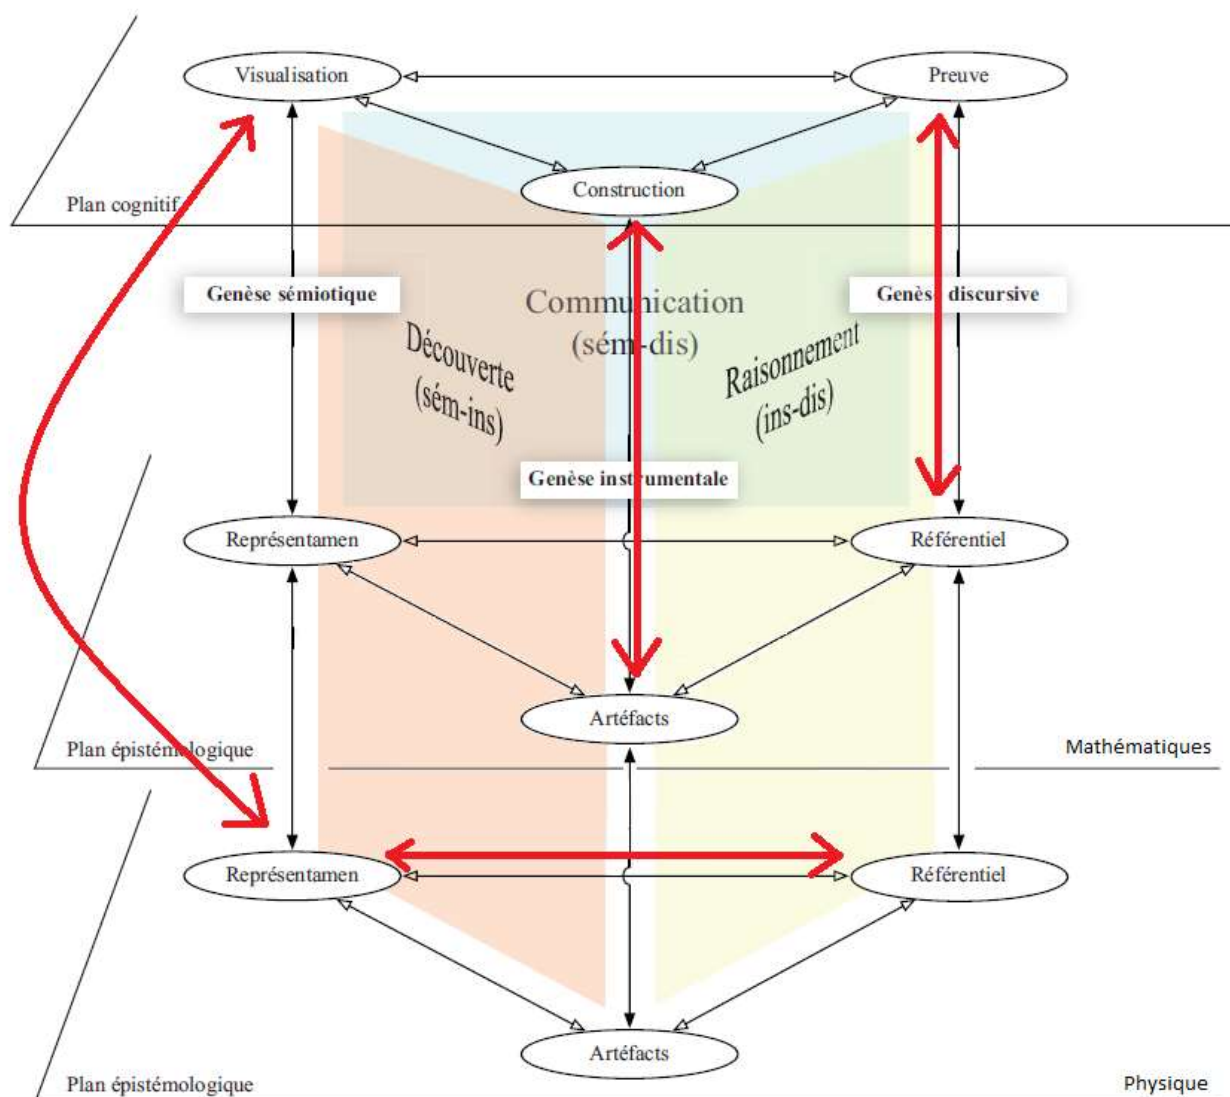 Visualisation
Preuve
Construction
Plan cognitif
Genèse sémiotique
Communication
(sém-dis)
Genèse discursive
Découverte
(sém-ins)
Raisonnement
(ins-dis)
Genèse instrumentale
Représentamen
Référentiel
Artéfacts
Plan épistémologique
Mathématiques
Représentamen
Référentiel
Artéfacts
Plan épistémologique
Physique